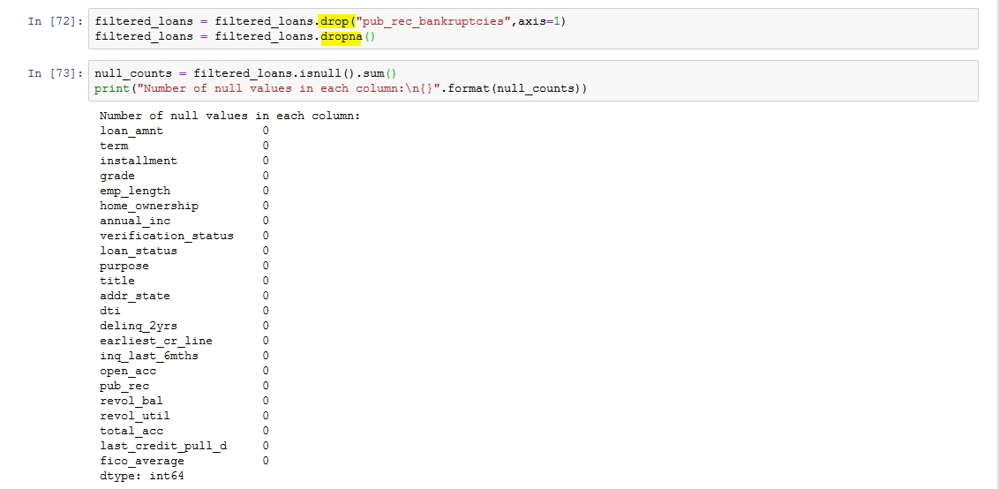 In [72]: filtered_loans = filtered_loans.drop("pub_rec_bankruptcies",axis=1)
filtered_loans = filtered_loans.dropna()
In [73]: null_counts = filtered_loans.isnull().sum()
print("Number of null values in each column:\n{}".format(null_counts))
Number of null values in each column:
loan_amnt 0
term 0
installment 0
grade 0
emp_length 0
home_ownership 0
annual_inc 0
verification_status 0
loan_status 0
purpose 0
title 0
addr_state 0
dti 0
delinq_2yrs 0
earliest_cr_line 0
inq_last_6mths 0
open_acc 0
pub_rec 0
revol_bal 0
revol_util 0
total_acc 0
last_credit_pull_d 0
fico_average 0
dtype: int64